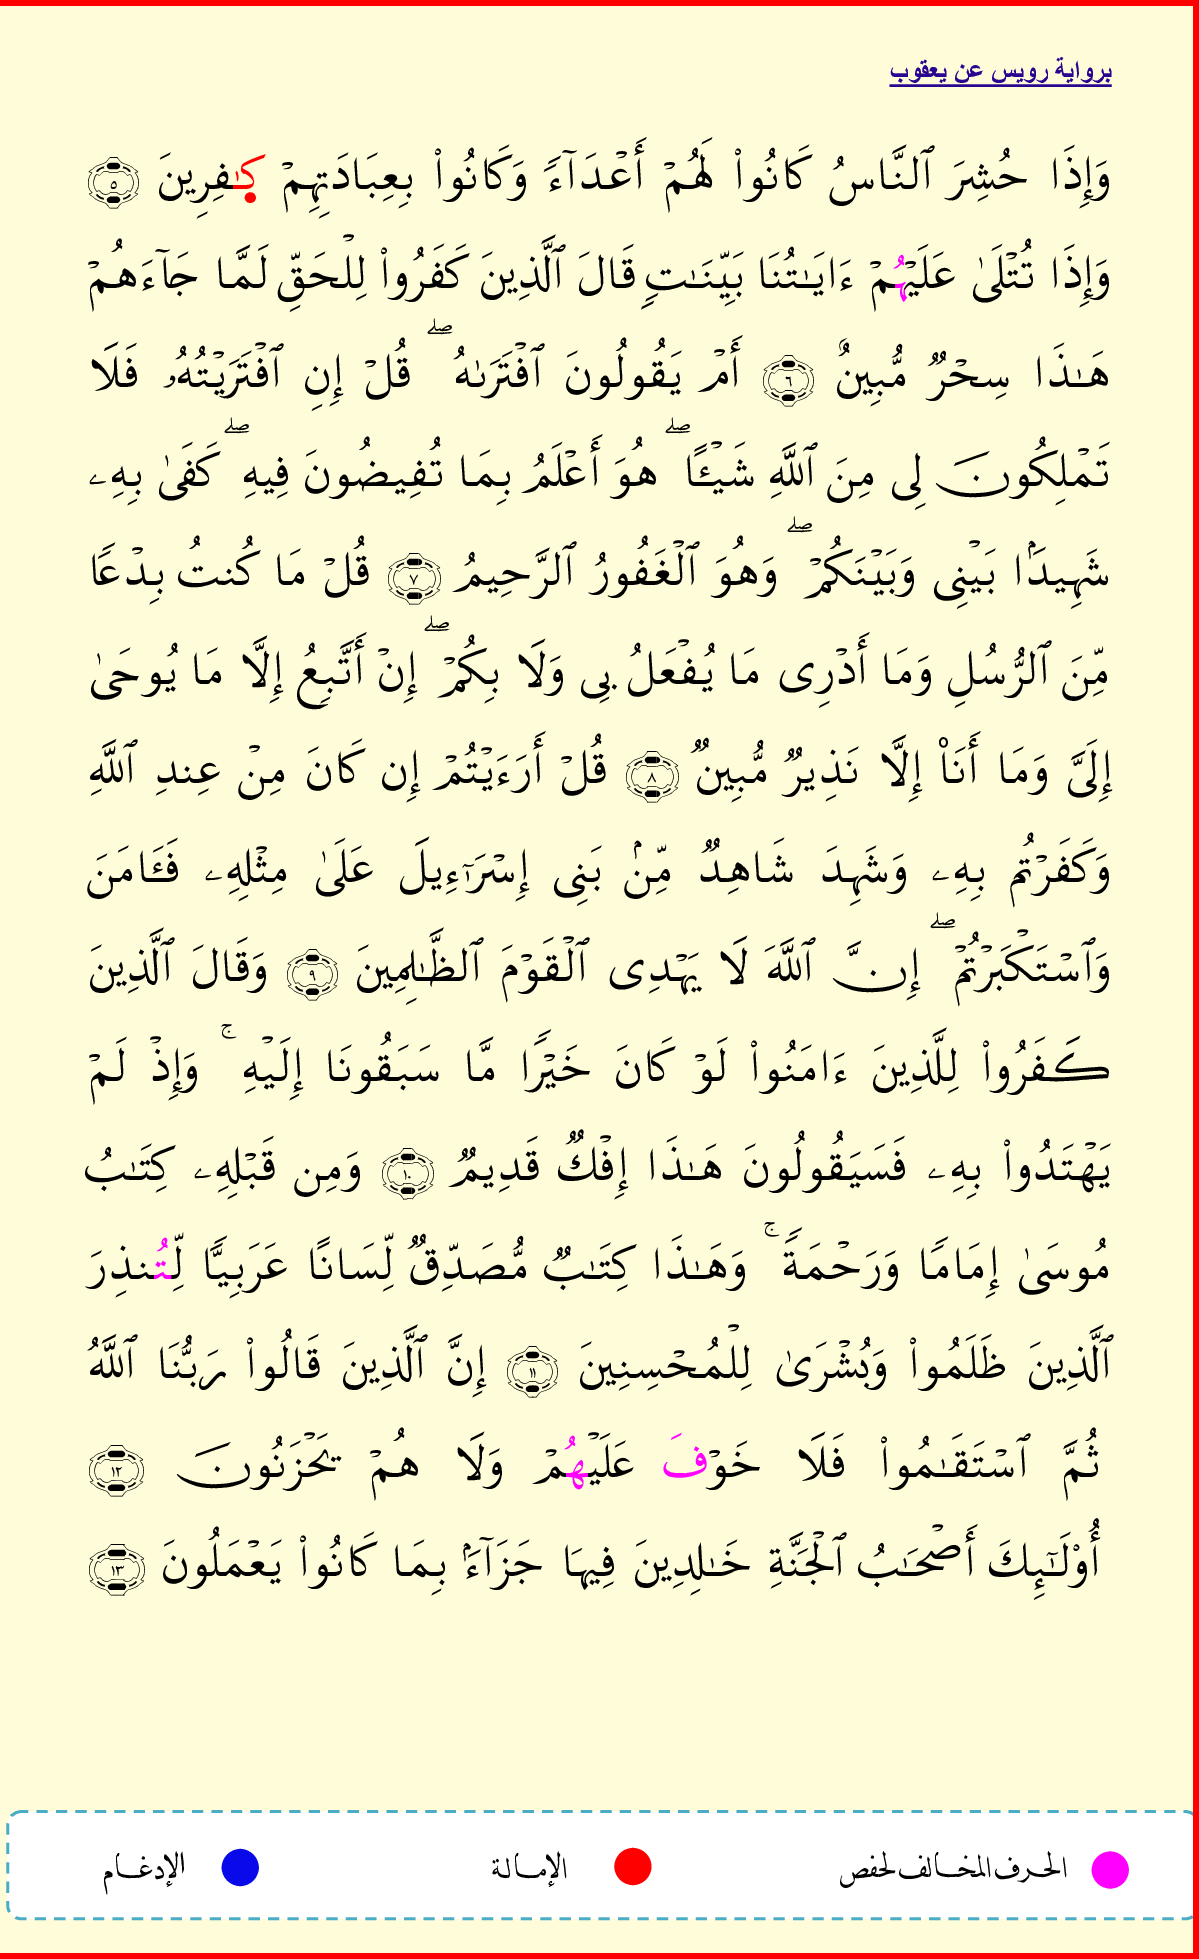 برواية رويس عن يعقوب
وَإِذَا حُشِرَ ٱلنَّاسُ كَانُوا۟ لَهُمْ أَعْدَآءً وَكَانُوا۟ بِعِبَادَتِهِمْ كَـٰفِرِينَ ٥
وَإِذَا تُتْلَىٰ عَلَيْهُمْ ءَايَـٰتُنَا بَيِّنَـٰتٍ قَالَ ٱلَّذِينَ كَفَرُوا۟ لِلْحَقِّ لَمَّا جَآءَهُمْ
هَـٰذَا سِحْرٌ مُّبِينٌ ٦ أَمْ يَقُولُونَ ٱفْتَرَىٰهُ ۖ قُلْ إِنِ ٱفْتَرَيْتُهُۥ فَلَا
تَمْلِكُونَ لِى مِنَ ٱللَّهِ شَيْـًٔا ۖ هُوَ أَعْلَمُ بِمَا تُفِيضُونَ فِيهِ ۖ كَفَىٰ بِهِۦ
شَهِيدًۢا بَيْنِى وَبَيْنَكُمْ ۖ وَهُوَ ٱلْغَفُورُ ٱلرَّحِيمُ ٧ قُلْ مَا كُنتُ بِدْعًا
مِّنَ ٱلرُّسُلِ وَمَا أَدْرِى مَا يُفْعَلُ بِى وَلَا بِكُمْ ۖ إِنْ أَتَّبِعُ إِلَّا مَا يُوحَىٰ
إِلَىَّ وَمَا أَنَا۠ إِلَّا نَذِيرٌ مُّبِينٌ ٨ قُلْ أَرَءَيْتُمْ إِن كَانَ مِنْ عِندِ ٱللَّهِ
وَكَفَرْتُم بِهِۦ وَشَهِدَ شَاهِدٌ مِّنۢ بَنِى إِسْرَٰٓءِيلَ عَلَىٰ مِثْلِهِۦ فَـَٔامَنَ
وَٱسْتَكْبَرْتُمْ ۖ إِنَّ ٱللَّهَ لَا يَهْدِى ٱلْقَوْمَ ٱلظَّـٰلِمِينَ ٩ وَقَالَ ٱلَّذِينَ
كَفَرُوا۟ لِلَّذِينَ ءَامَنُوا۟ لَوْ كَانَ خَيْرًا مَّا سَبَقُونَا إِلَيْهِ ۚ وَإِذْ لَمْ
يَهْتَدُوا۟ بِهِۦ فَسَيَقُولُونَ هَـٰذَا إِفْكٌ قَدِيمٌ ١٠ وَمِن قَبْلِهِۦ كِتَـٰبُ
مُوسَىٰ إِمَامًا وَرَحْمَةً ۚ وَهَـٰذَا كِتَـٰبٌ مُّصَدِّقٌ لِّسَانًا عَرَبِيًّا لِّتُنذِرَ
ٱلَّذِينَ ظَلَمُوا۟ وَبُشْرَىٰ لِلْمُحْسِنِينَ ١١ إِنَّ ٱلَّذِينَ قَالُوا۟ رَبُّنَا ٱللَّهُ
ثُمَّ ٱسْتَقَـٰمُوا۟ فَلَا خَوْفَ عَلَيْهُمْ وَلَا هُمْ يَحْزَنُونَ ١٢
أُو۟لَـٰٓئِكَ أَصْحَـٰبُ ٱلْجَنَّةِ خَـٰلِدِينَ فِيهَا جَزَآءًۢ بِمَا كَانُوا۟ يَعْمَلُونَ ١٣
الحرف المخالف لحفص الإمالة الإدغام